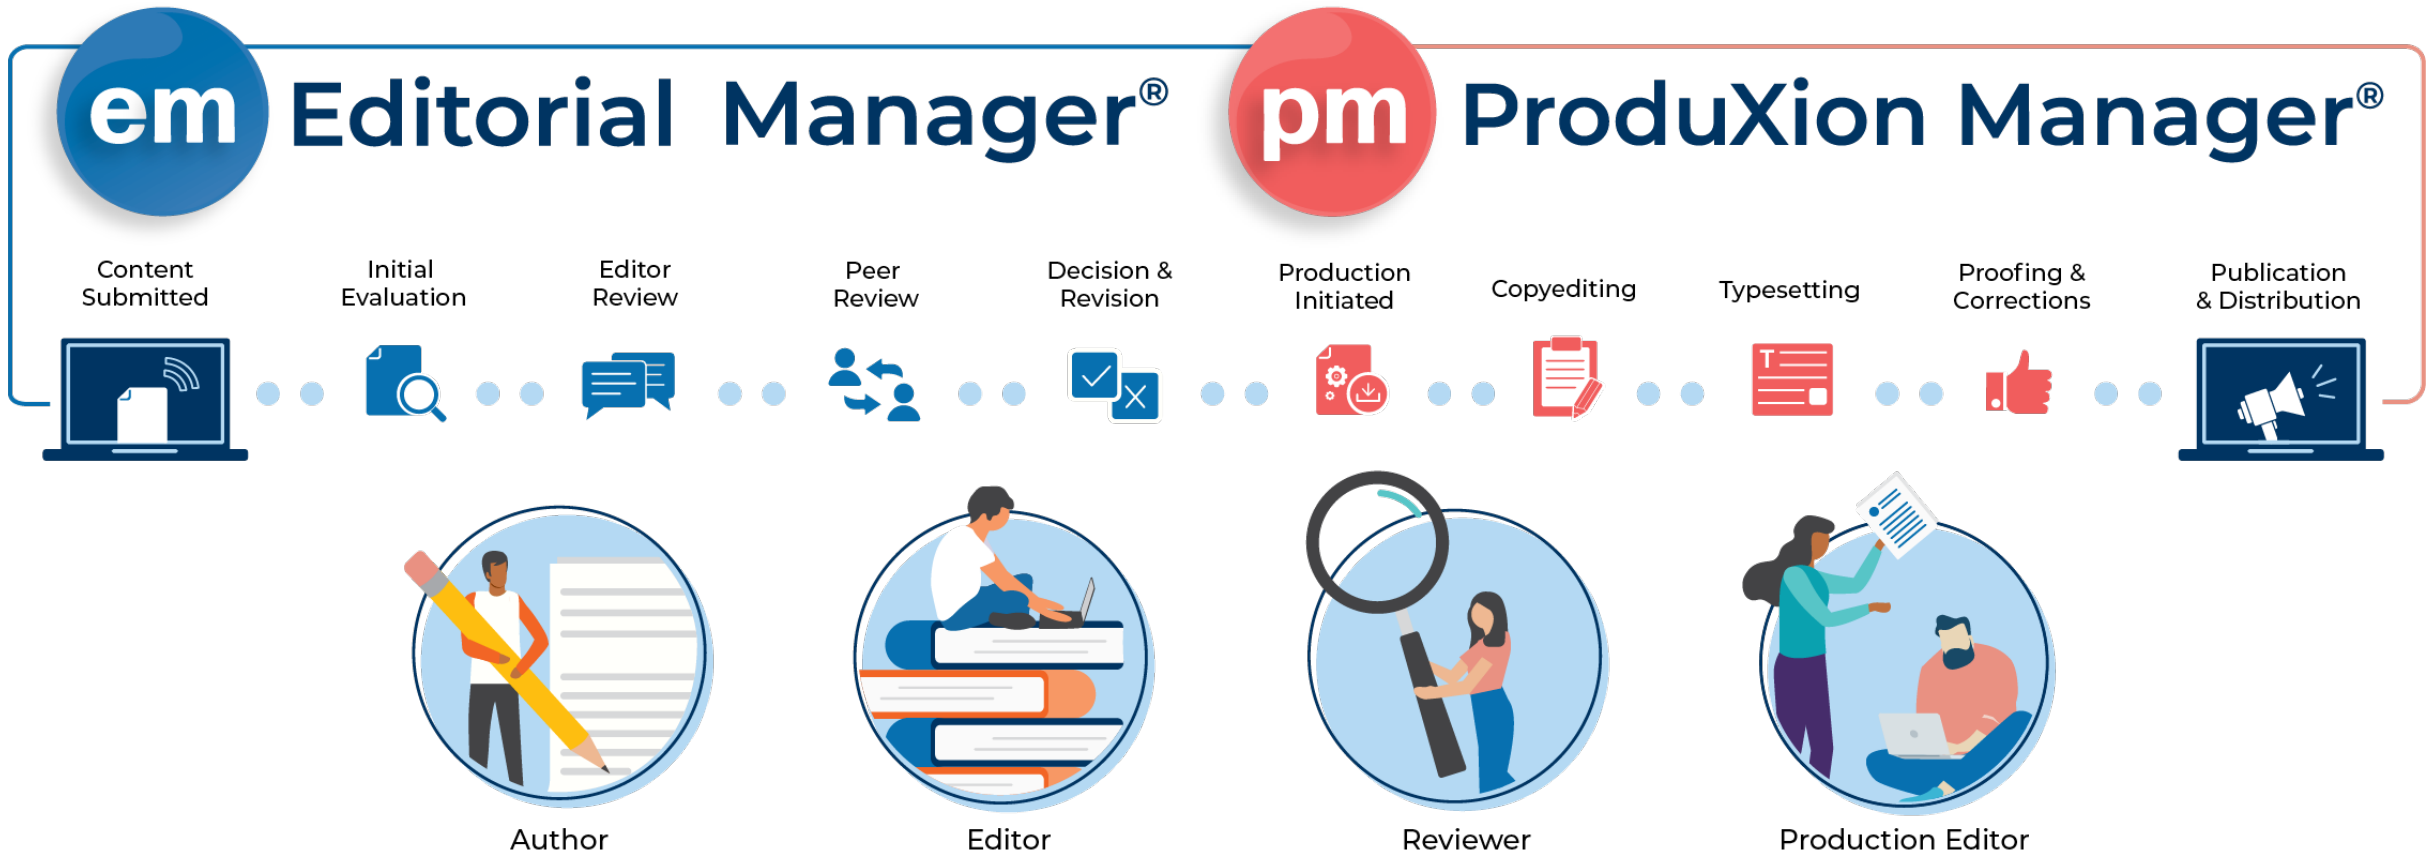 em Editorial Manager® pm ProduXion Manager®
Content
Submitted
Initial
Evaluation
Editor
Review
Peer
Review
Decision &
Revision
Production
Initiated
Copyediting
Typesetting
Proofing &
Corrections
Publication
& Distribution
T
Author
Editor
Reviewer
Production Editor